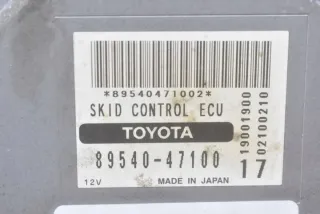 *89540471002*
SKID CONTROL ECU
TOYOTA
89540-47100
12V MADE IN JAPAN
17
19001900
02100210